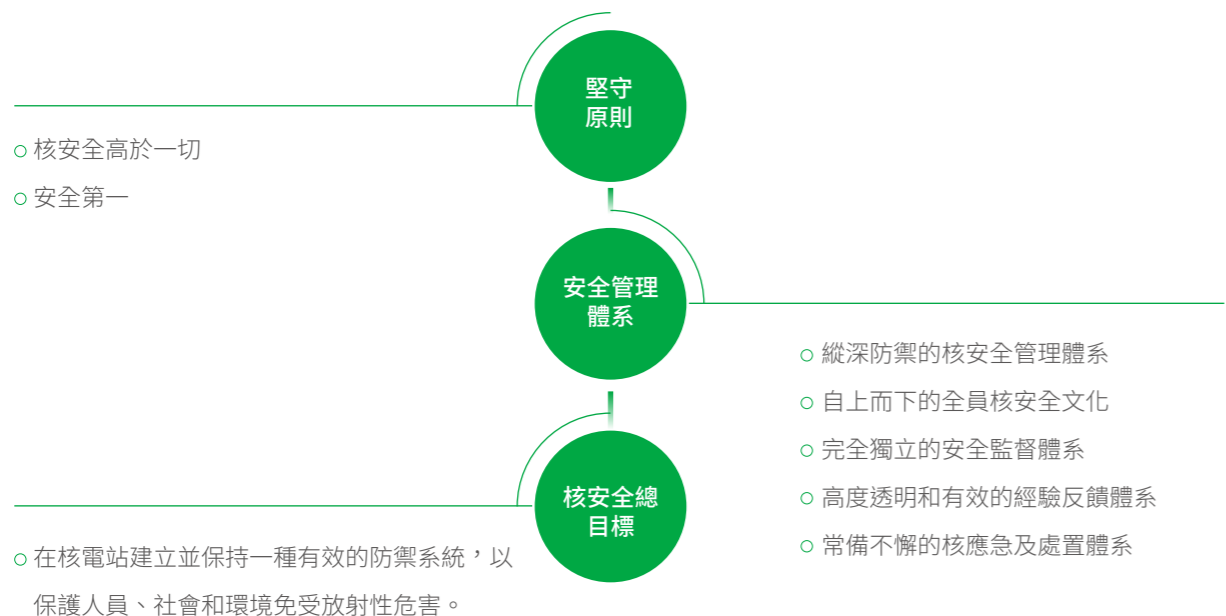 堅守
原則
核安全高於一切
安全第一
安全管理
體系
縱深防禦的核安全管理體系
自上而下的全員核安全文化
完全獨立的安全監督體系
高度透明和有效的經驗反饋體系
常備不懈的核應急及處置體系
核安全總
目標
在核電站建立並保持一種有效的防禦系統，以
保護人員、社會和環境免受放射性危害。